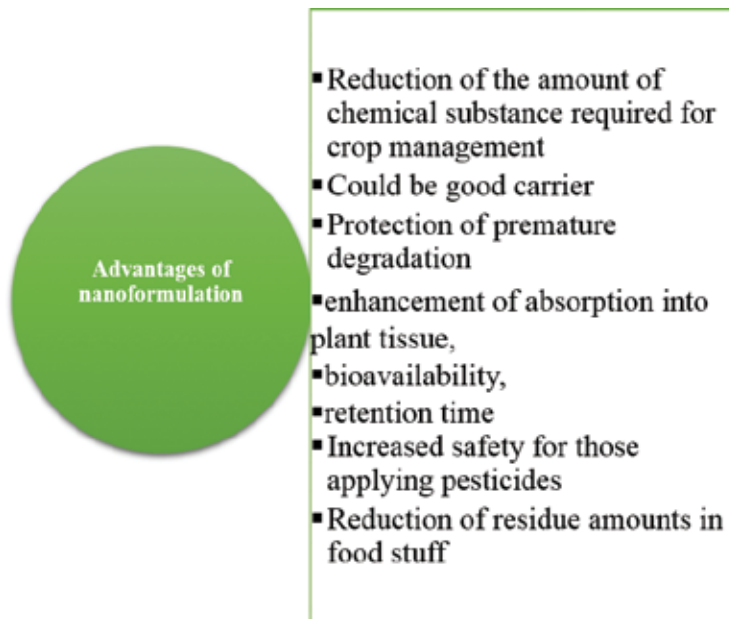 Advantages of
nanoformulation
▪Reduction of the amount of
chemical substance required for
crop management
▪Could be good carrier
▪Protection of premature
degradation
▪enhancement of absorption into
plant tissue,
▪bioavailability,
▪retention time
▪Increased safety for those
applying pesticides
▪Reduction of residue amounts in
food stuff